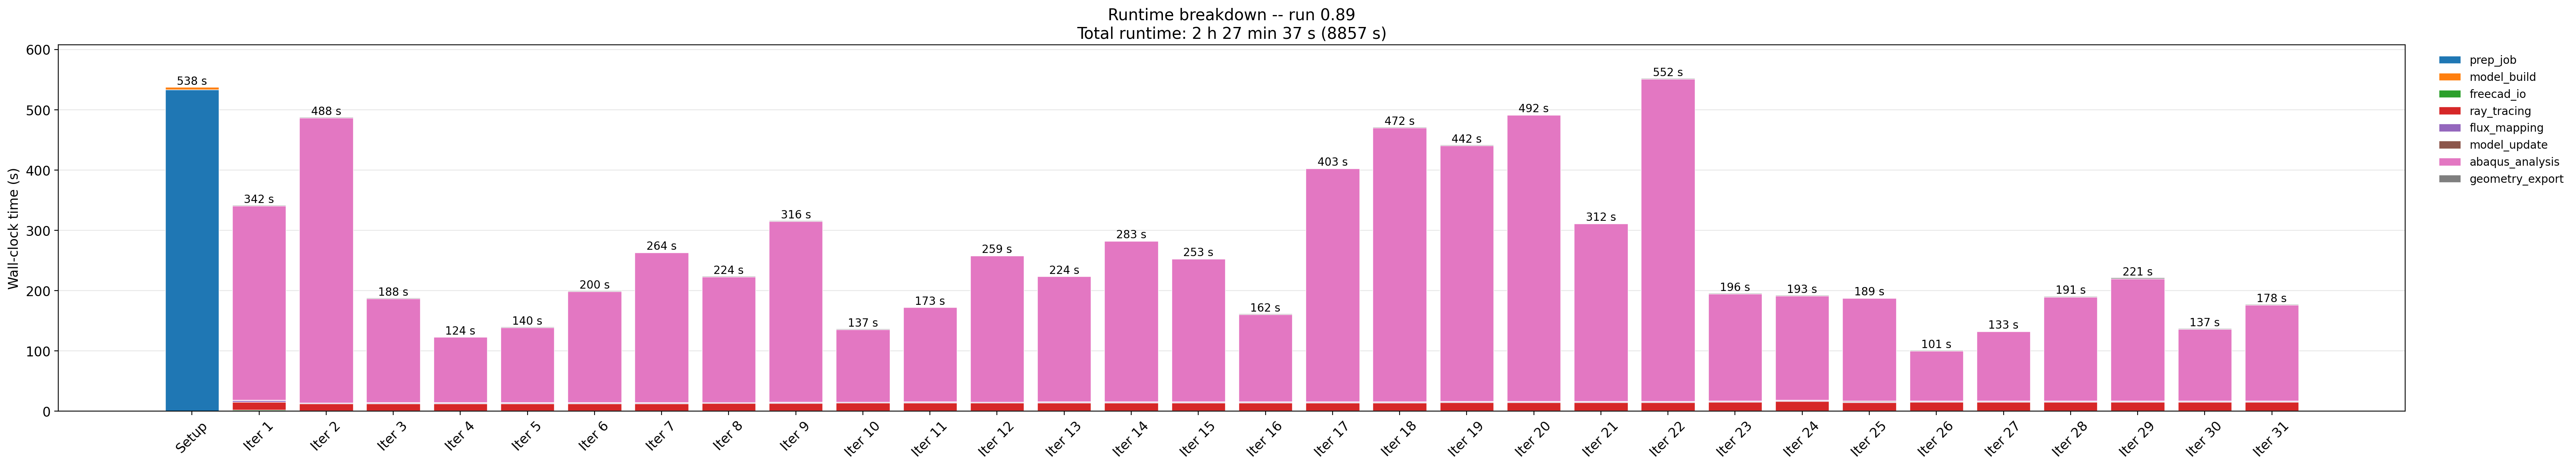 Runtime breakdown -- run 0.89
Total runtime: 2 h 27 min 37 s (8857 s)
Wall-clock time (s)
600
500
400
300
200
100
0
538 s
342 s
488 s
188 s
124 s
140 s
200 s
264 s
224 s
316 s
137 s
173 s
259 s
224 s
283 s
253 s
162 s
403 s
472 s
442 s
492 s
312 s
552 s
196 s
193 s
189 s
101 s
133 s
191 s
221 s
137 s
178 s
Setup
Iter 1
Iter 2
Iter 3
Iter 4
Iter 5
Iter 6
Iter 7
Iter 8
Iter 9
Iter 10
Iter 11
Iter 12
Iter 13
Iter 14
Iter 15
Iter 16
Iter 17
Iter 18
Iter 19
Iter 20
Iter 21
Iter 22
Iter 23
Iter 24
Iter 25
Iter 26
Iter 27
Iter 28
Iter 29
Iter 30
Iter 31
prep_job
model_build
freecad_io
ray_tracing
flux_mapping
model_update
abaqus_analysis
geometry_export